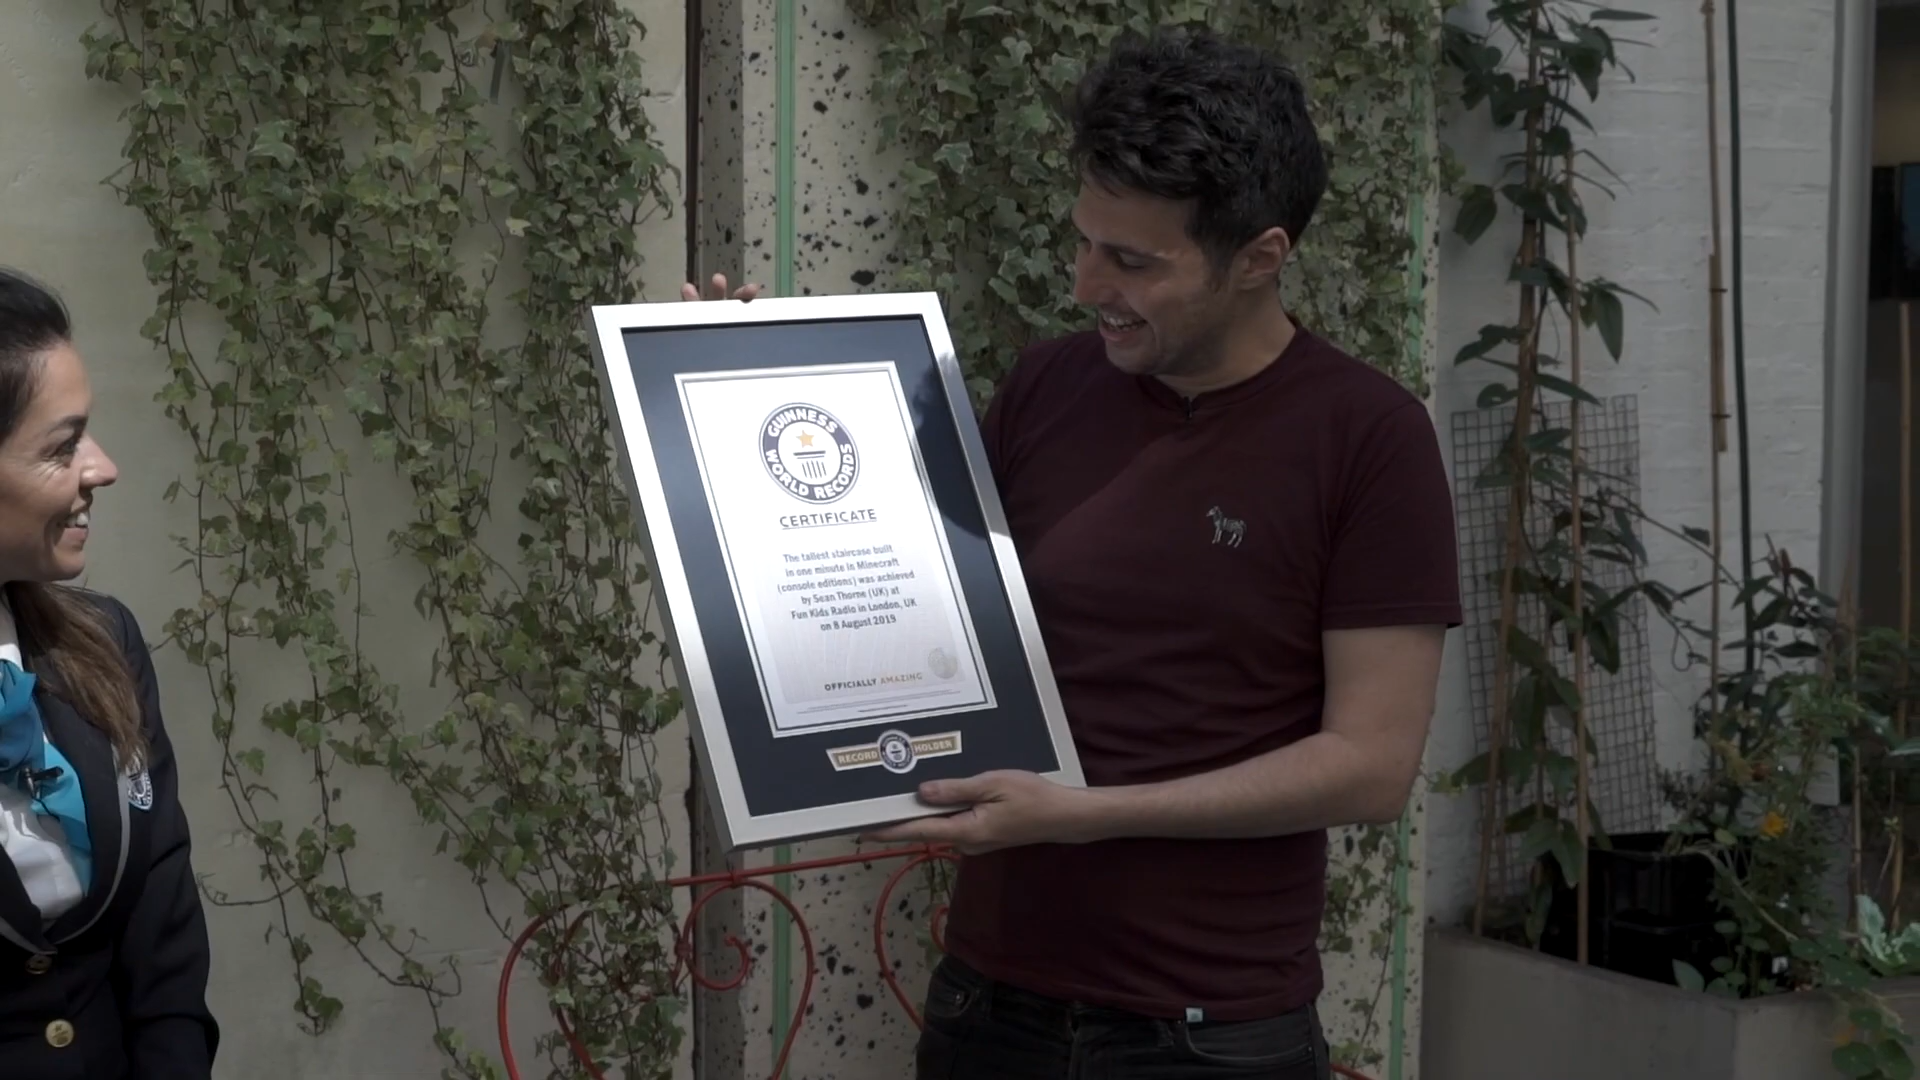 GUINNESS
WORLD RECORDS
CERTIFICATE
The tallest staircase built
in one minute in Minecraft
(console editions) was achieved
by Sean Thorne (UK) at
Fun Kids Radio in London, UK
on 8 August 2019
OFFICIALLY AMAZING
RECORD HOLDER